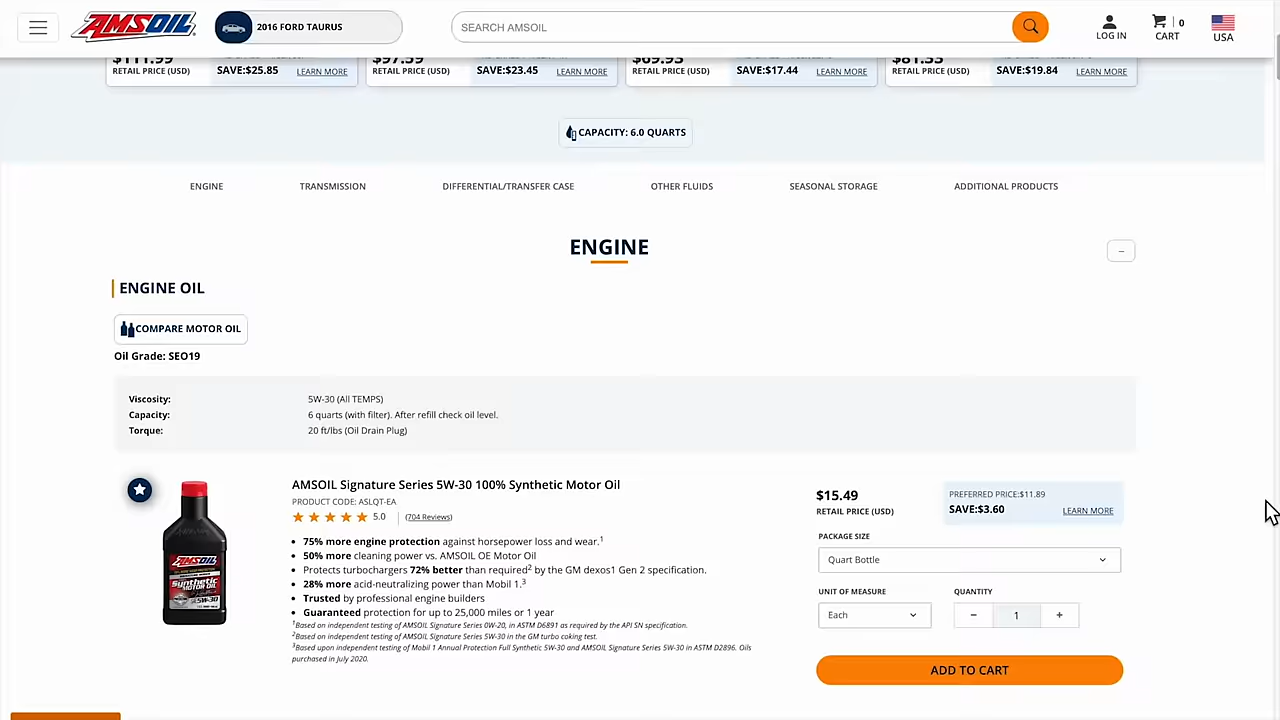 AMSOIL
2016 FORD TAURUS
SEARCH AMSOIL
LOG IN
0
CART
USA
$111.99
RETAIL PRICE (USD)
SAVE:$25.85
LEARN MORE
RETAIL PRICE (USD)
SAVE:$23.45
LEARN MORE
RETAIL PRICE (USD)
SAVE:$17.44
LEARN MORE
RETAIL PRICE (USD)
SAVE:$19.84
LEARN MORE
CAPACITY: 6.0 QUARTS
ENGINE
TRANSMISSION
DIFFERENTIAL/TRANSFER CASE
OTHER FLUIDS
SEASONAL STORAGE
ADDITIONAL PRODUCTS
ENGINE
−
ENGINE OIL
COMPARE MOTOR OIL
Oil Grade: SEO19
Viscosity: 5W-30 (All TEMPS)
Capacity: 6 quarts (with filter). After refill check oil level.
Torque: 20 ft/lbs (Oil Drain Plug)
AMSOIL
Synthetic
5W-30
AMSOIL Signature Series 5W-30 100% Synthetic Motor Oil
PRODUCT CODE: ASLQT-EA
5.0 (704 Reviews)
• 75% more engine protection against horsepower loss and wear.1
• 50% more cleaning power vs. AMSOIL OE Motor Oil
• Protects turbochargers 72% better than required2 by the GM dexos1 Gen 2 specification.
• 28% more acid-neutralizing power than Mobil 1.3
• Trusted by professional engine builders
• Guaranteed protection for up to 25,000 miles or 1 year
1Based on independent testing of AMSOIL Signature Series 0W-20, in ASTM D6891 as required by the API SN specification.
2Based on independent testing of AMSOIL Signature Series 5W-30 in the GM turbo coking test.
3Based upon independent testing of Mobil 1 Annual Protection Full Synthetic 5W-30 and AMSOIL Signature Series 5W-30 in ASTM D2896. Oils
purchased in July 2020.
$15.49
RETAIL PRICE (USD)
PREFERRED PRICE:$11.89
SAVE:$3.60
LEARN MORE
PACKAGE SIZE
Quart Bottle
UNIT OF MEASURE
Each
QUANTITY
− 1 +
ADD TO CART